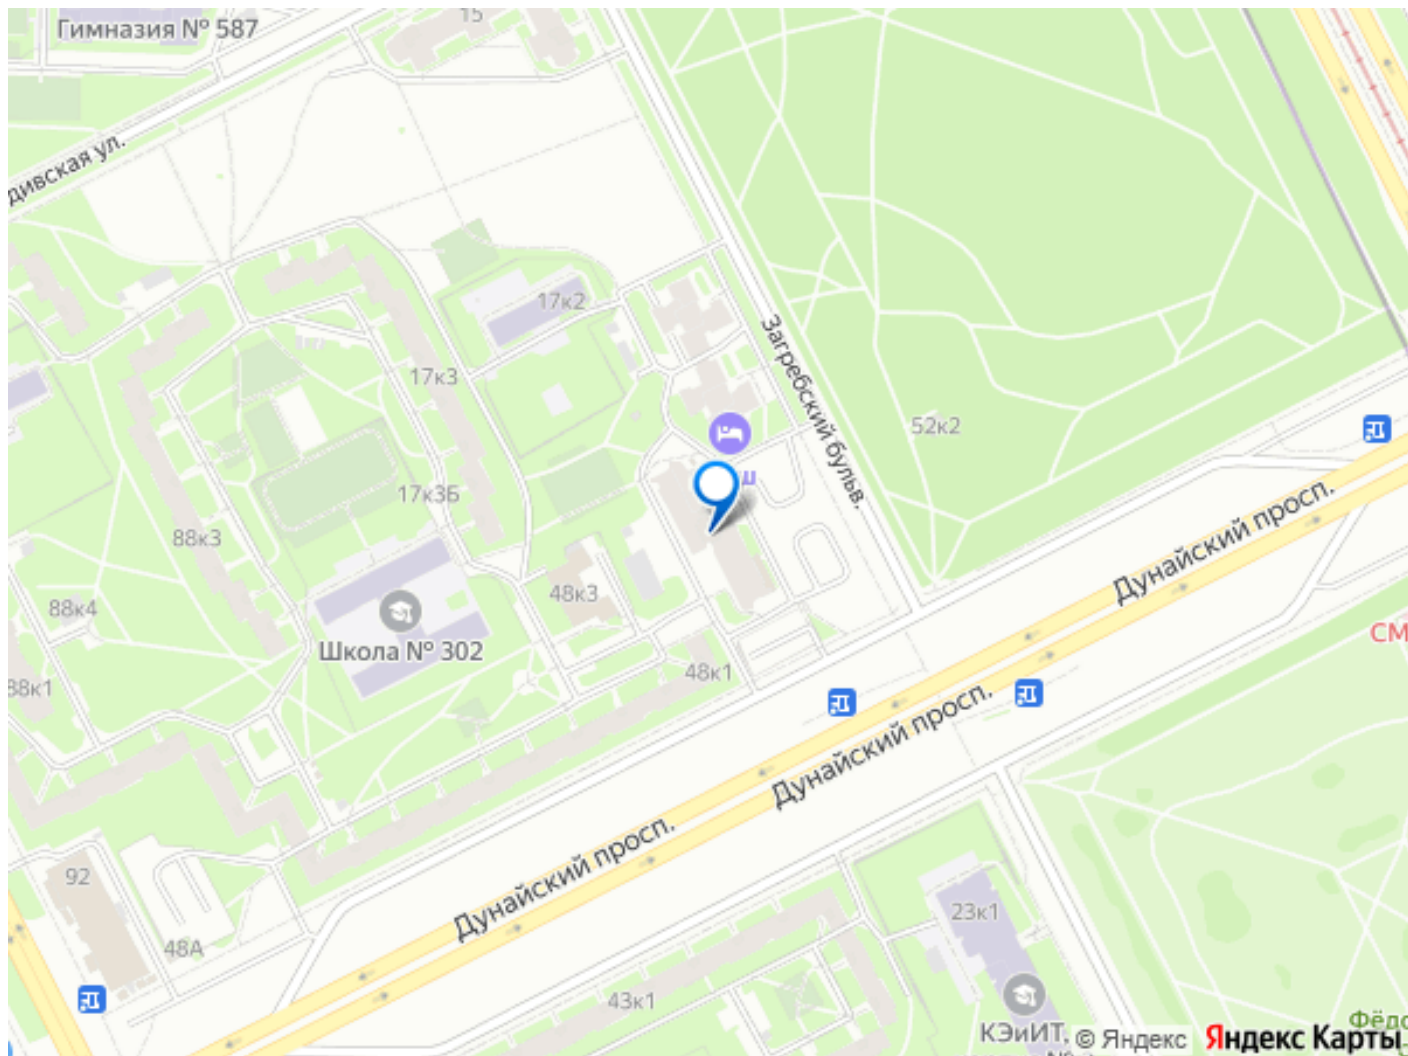 15
Гимназия № 587
дивская ул.
17к2
Загребский бульв.
17к3
52к2
17к3Б
88к3
Дунайский просп.
48к3
88к4
СМ
Школа № 302
48к1
88к1
Дунайский просп.
Дунайский просп.
92
23к1
48А
43к1
КЭиИТ,
Фёдо
© Яндекс
Яндекс Карты